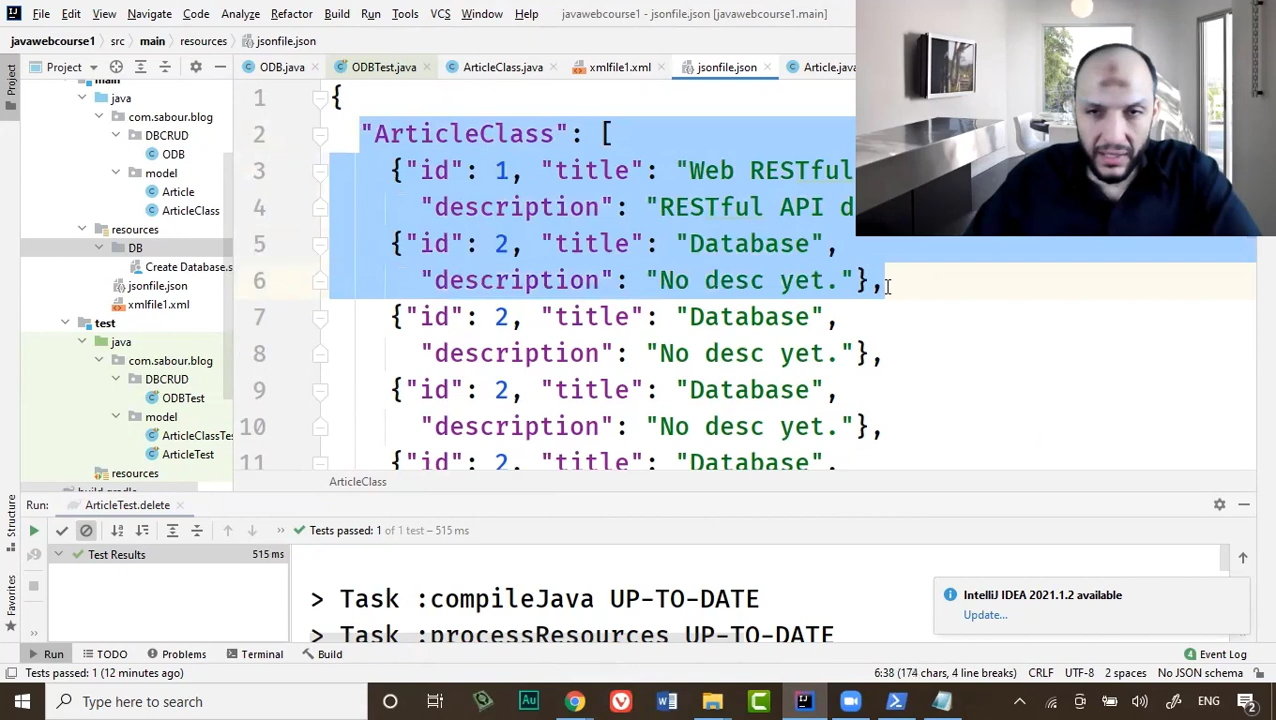 File Edit View Navigate Code Analyze Refactor Build Run Tools VCS Window Help javawebcourse1 - jsonfile.json [javawebcourse1.main]
javawebcourse1 src main resources jsonfile.json
Project ODB.java ODBTest.java ArticleClass.java xmlfile1.xml jsonfile.json Article.java
Project
main
java
com.sabour.blog
DBCRUD
ODB
model
Article
ArticleClass
resources
DB
Create Database.s
jsonfile.json
xmlfile1.xml
test
java
com.sabour.blog
DBCRUD
ODBTest
model
ArticleClassTe
ArticleTest
resources
build.gradle
1 {
2 "ArticleClass": [
3 {"id": 1, "title": "Web RESTful
4 "description": "RESTful API d
5 {"id": 2, "title": "Database",
6 "description": "No desc yet."},
7 {"id": 2, "title": "Database",
8 "description": "No desc yet."},
9 {"id": 2, "title": "Database",
10 "description": "No desc yet."},
11 {"id": 2, "title": "Database",
ArticleClass
Structure
Favorites
Run: ArticleTest.delete
Tests passed: 1 of 1 test – 515 ms
Test Results 515 ms
> Task :compileJava UP-TO-DATE
> Task :processResources UP-TO-DATE
IntelliJ IDEA 2021.1.2 available
Update...
Run TODO Problems Terminal Build 4 Event Log
Tests passed: 1 (12 minutes ago) 6:38 (174 chars, 4 line breaks) CRLF UTF-8 2 spaces No JSON schema
Type here to search Au W ENG 2